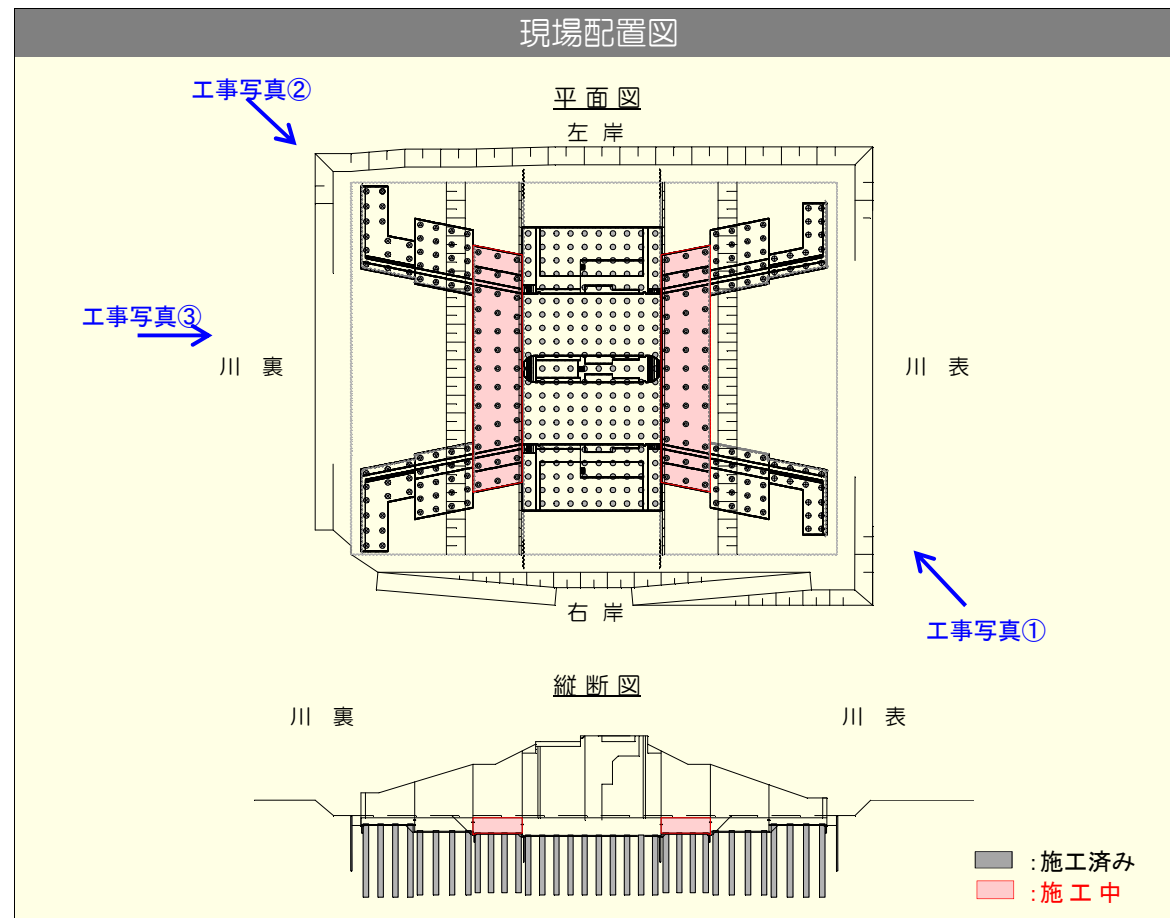 現場配置図
工事写真②
平面図
左岸
工事写真③
川裏
川表
右岸
工事写真①
縦断図
川裏
川表
:施工済み
:施工中